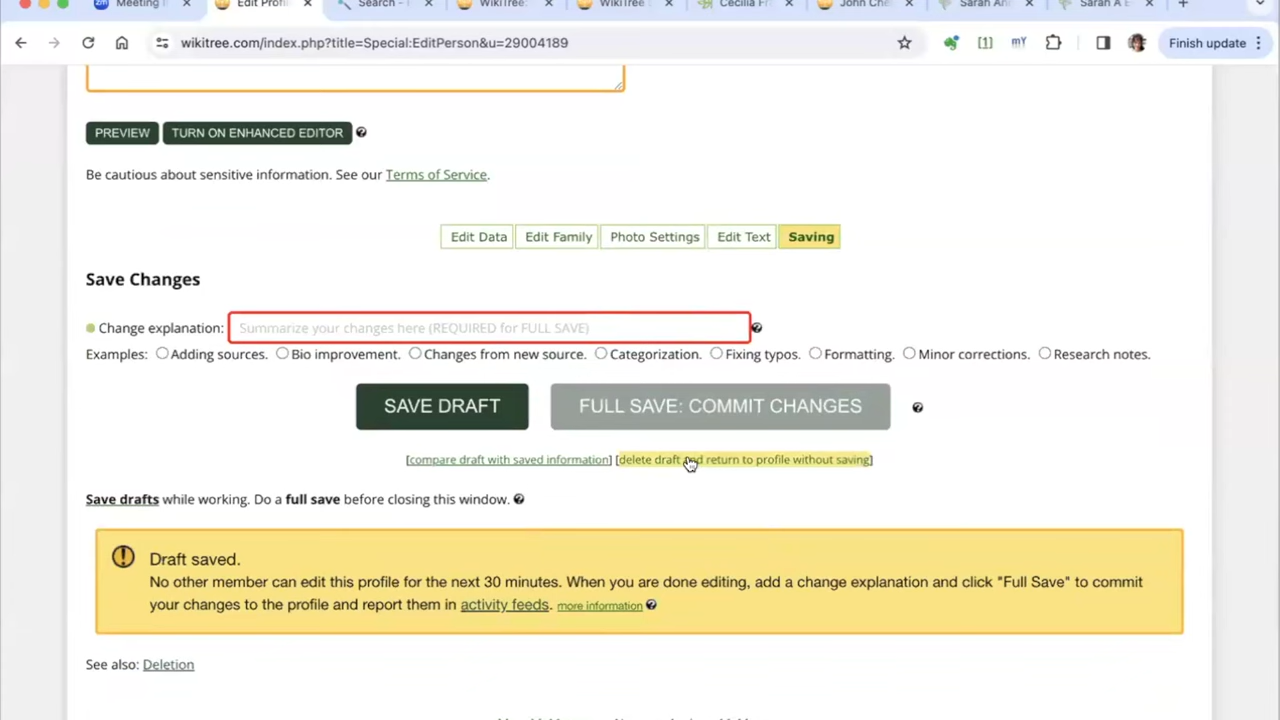 Meeting
Edit Profi
Search -
WikiTree:
WikiTree
Cecilia Fr
John Che
Sarah Ann
Sarah A E
wikitree.com/index.php?title=Special:EditPerson&u=29004189
[1]
mY
Finish update
PREVIEW
TURN ON ENHANCED EDITOR
Be cautious about sensitive information. See our Terms of Service.
Edit Data
Edit Family
Photo Settings
Edit Text
Saving
Save Changes
Change explanation: Summarize your changes here (REQUIRED for FULL SAVE)
Examples: Adding sources. Bio improvement. Changes from new source. Categorization. Fixing typos. Formatting. Minor corrections. Research notes.
SAVE DRAFT
FULL SAVE: COMMIT CHANGES
[compare draft with saved information] [delete draft and return to profile without saving]
Save drafts while working. Do a full save before closing this window.
Draft saved.
No other member can edit this profile for the next 30 minutes. When you are done editing, add a change explanation and click "Full Save" to commit
your changes to the profile and report them in activity feeds. more information
See also: Deletion